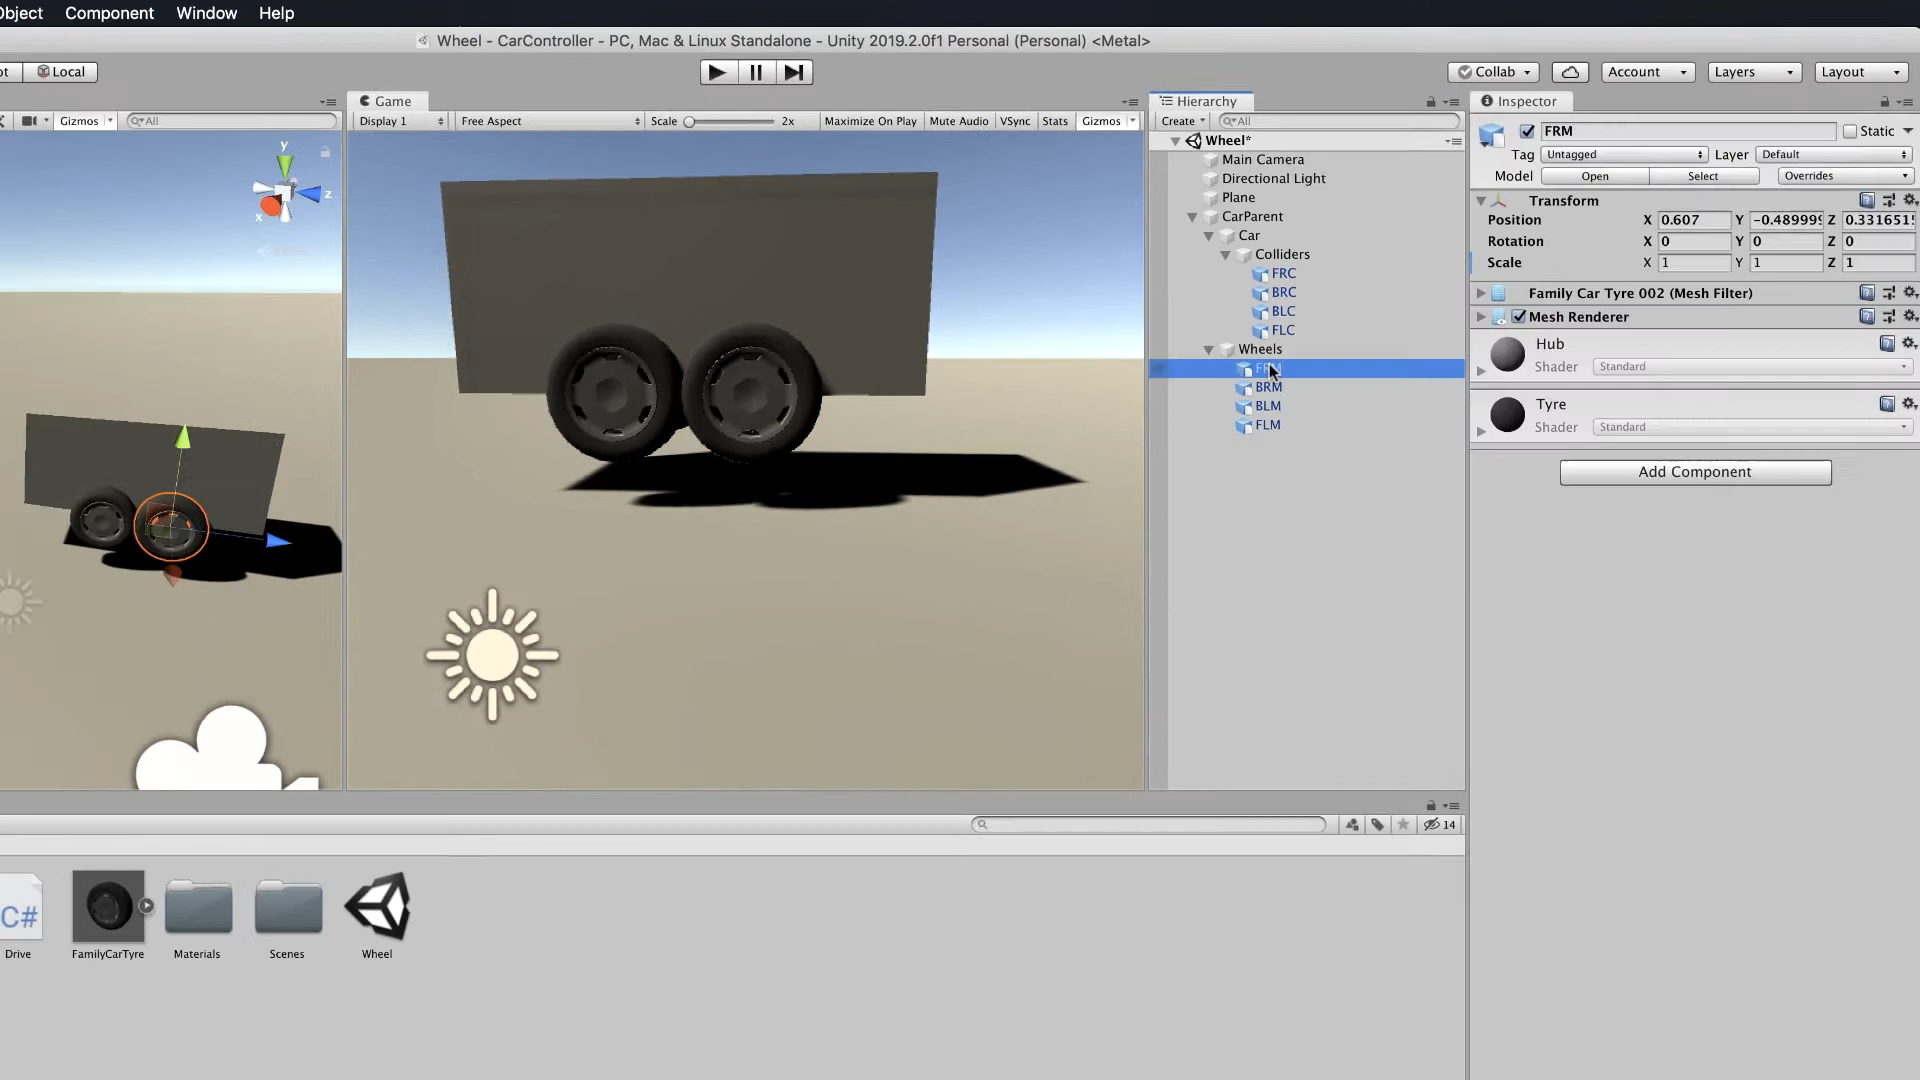 Object Component Window Help
Wheel - CarController - PC, Mac & Linux Standalone - Unity 2019.2.0f1 Personal (Personal) <Metal>
ot Local Collab Account Layers Layout
Game Hierarchy Inspector
Gizmos All Display 1 Free Aspect Scale 2x Maximize On Play Mute Audio VSync Stats Gizmos Create All
FRM Static
Wheel*
Tag Untagged Layer Default
Main Camera
Model Open Select Overrides
Directional Light
Plane
Transform
CarParent
Position X 0.607 Y -0.489999 Z 0.331651
Car
Rotation X 0 Y 0 Z 0
Colliders
Scale X 1 Y 1 Z 1
FRC
BRC
Family Car Tyre 002 (Mesh Filter)
BLC
Mesh Renderer
FLC
Hub
Wheels
Shader Standard
FRM
BRM
BLM
Tyre
FLM
Shader Standard
Add Component
y
z
x
14
C#
Drive FamilyCarTyre Materials Scenes Wheel